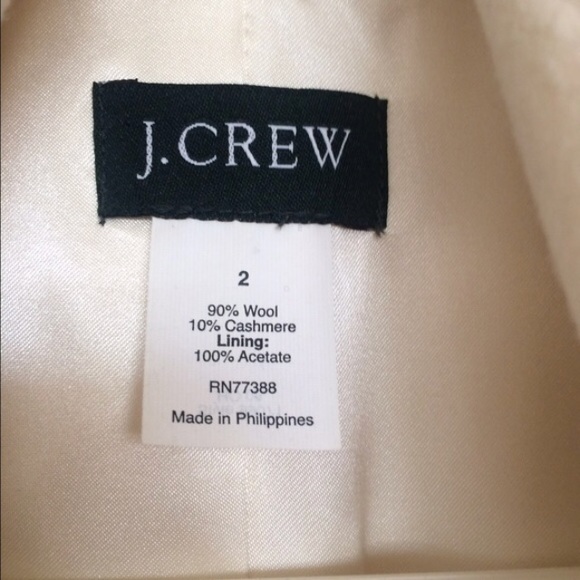 J.CREW
2
90% Wool
10% Cashmere
Lining:
100% Acetate
RN77388
Made in Philippines